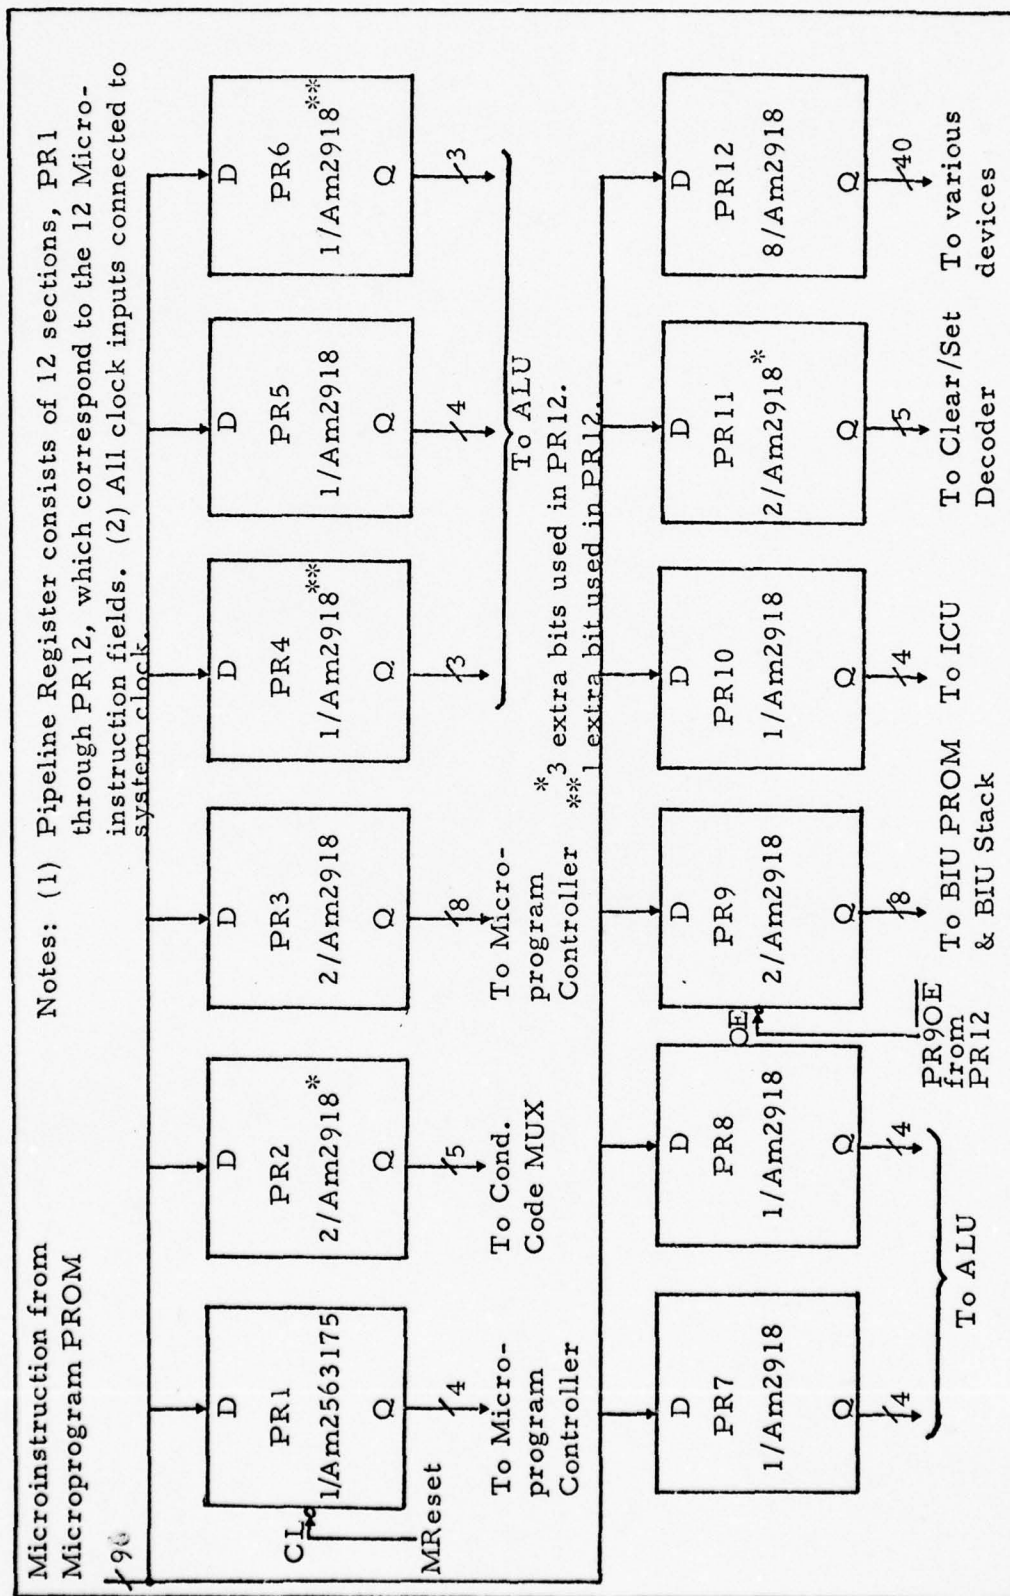 Microinstruction from
Microprogram PROM
Notes: (1) Pipeline Register consists of 12 sections, PR1
through PR12, which correspond to the 12 Micro-
instruction fields. (2) All clock inputs connected to
system clock.
D
PR1
1/Am2563175
Q
CL
MReset
4
To Micro-
program
Controller
D
PR2
2/Am2918*
Q
5
To Cond.
Code MUX
D
PR3
2/Am2918
Q
8
To Micro-
program
Controller
D
PR4
1/Am2918**
Q
3
D
PR5
1/Am2918
Q
4
D
PR6
1/Am2918**
Q
3
To ALU
*3 extra bits used in PR12.
**1 extra bit used in PR12.
D
PR7
1/Am2918
Q
4
D
PR8
1/Am2918
Q
4
To ALU
OE
PR9OE
from
PR12
D
PR9
2/Am2918
Q
8
To BIU PROM
& BIU Stack
D
PR10
1/Am2918
Q
4
To ICU
D
PR11
2/Am2918*
Q
5
To Clear/Set
Decoder
D
PR12
8/Am2918
Q
40
To various
devices